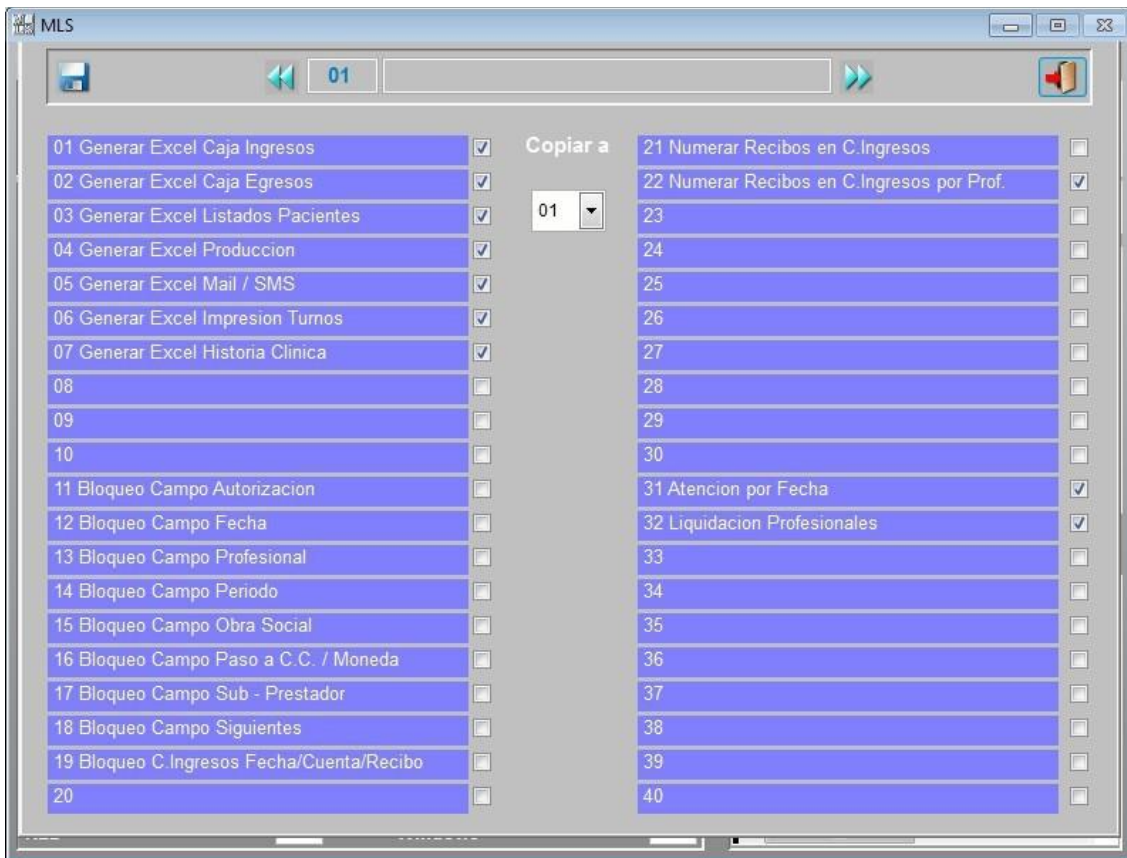 MLS
01
01 Generar Excel Caja Ingresos
02 Generar Excel Caja Egresos
03 Generar Excel Listados Pacientes
04 Generar Excel Produccion
05 Generar Excel Mail / SMS
06 Generar Excel Impresion Turnos
07 Generar Excel Historia Clinica
08
09
10
11 Bloqueo Campo Autorizacion
12 Bloqueo Campo Fecha
13 Bloqueo Campo Profesional
14 Bloqueo Campo Periodo
15 Bloqueo Campo Obra Social
16 Bloqueo Campo Paso a C.C. / Moneda
17 Bloqueo Campo Sub - Prestador
18 Bloqueo Campo Siguientes
19 Bloqueo C.Ingresos Fecha/Cuenta/Recibo
20
Copiar a
01
21 Numerar Recibos en C.Ingresos
22 Numerar Recibos en C.Ingresos por Prof.
23
24
25
26
27
28
29
30
31 Atencion por Fecha
32 Liquidacion Profesionales
33
34
35
36
37
38
39
40